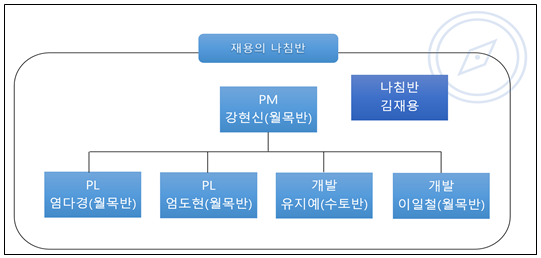 재용의 나침반
나침반
김재용
PM
강현신(월목반)
PL
염다경(월목반)
PL
엄도현(월목반)
개발
유지예(수토반)
개발
이일철(월목반)